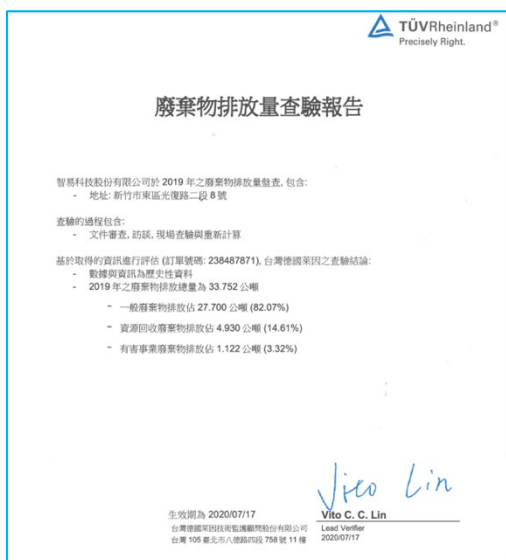 TÜVRheinland®
Precisely Right.
廢棄物排放量查驗報告
智易科技股份有限公司於 2019 年之廢棄物排放量盤查, 包含:
- 地址: 新竹市東區光復路二段 8 號
查驗的過程包含:
- 文件審查, 訪談, 現場查驗與重新計算
基於取得的資訊進行評估 (訂單號碼: 238487871), 台灣德國萊因之查驗結論:
- 數據與資訊為歷史性資料
- 2019 年之廢棄物排放總量為 33.752 公噸
- 一般廢棄物排放佔 27.700 公噸 (82.07%)
- 資源回收廢棄物排放佔 4.930 公噸 (14.61%)
- 有害事業廢棄物排放佔 1.122 公噸 (3.32%)
Vito Lin
生效期為 2020/07/17
台灣德國萊因技術監護顧問股份有限公司
台灣 105 臺北市八德路四段 758 號 11 樓
Vito C. C. Lin
Lead Verifier
2020/07/17